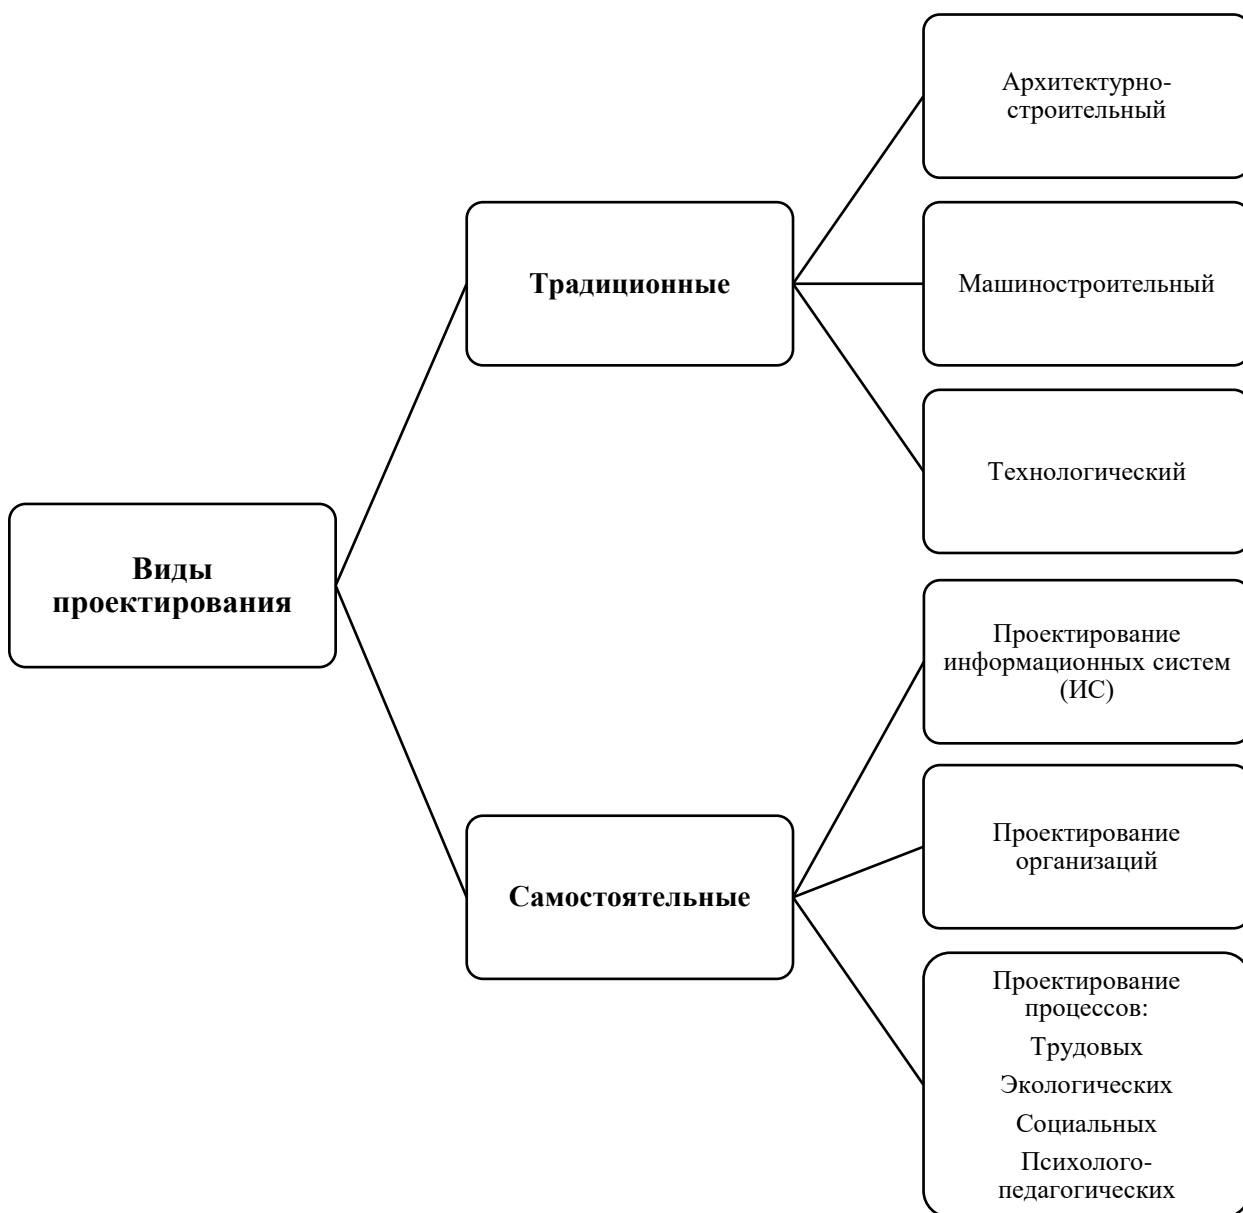 Виды
проектирования
Традиционные
Архитектурно-
строительный
Машиностроительный
Технологический
Самостоятельные
Проектирование
информационных систем
(ИС)
Проектирование
организаций
Проектирование
процессов:
Трудовых
Экологических
Социальных
Психолого-
педагогических